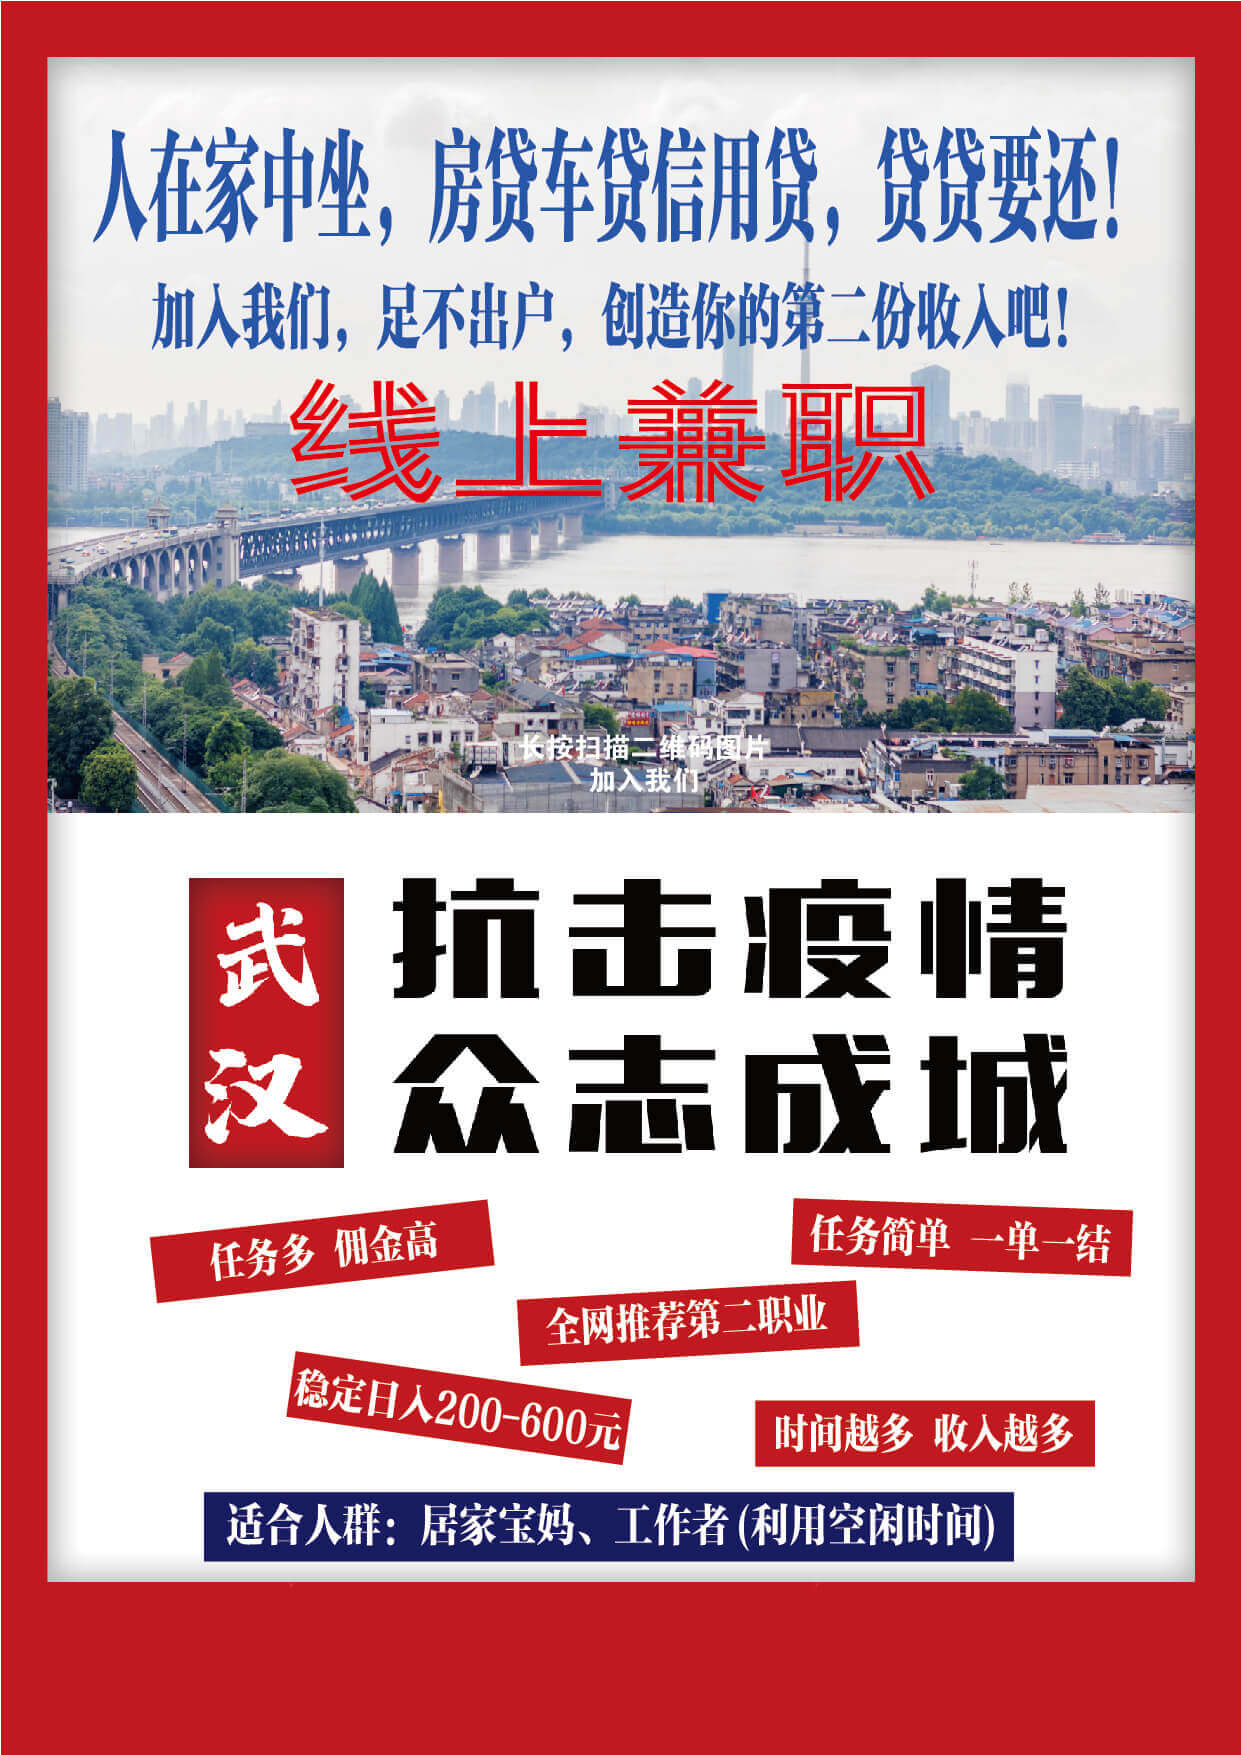 人在家中坐，房贷车贷信用贷，贷贷要还！
加入我们，足不出户，创造你的第二份收入吧！
线上兼职
长按扫描二维码图片
加入我们
武汉
抗击疫情
众志成城
任务多 佣金高
任务简单 一单一结
全网推荐第二职业
稳定日入200-600元
时间越多 收入越多
适合人群：居家宝妈、工作者(利用空闲时间)